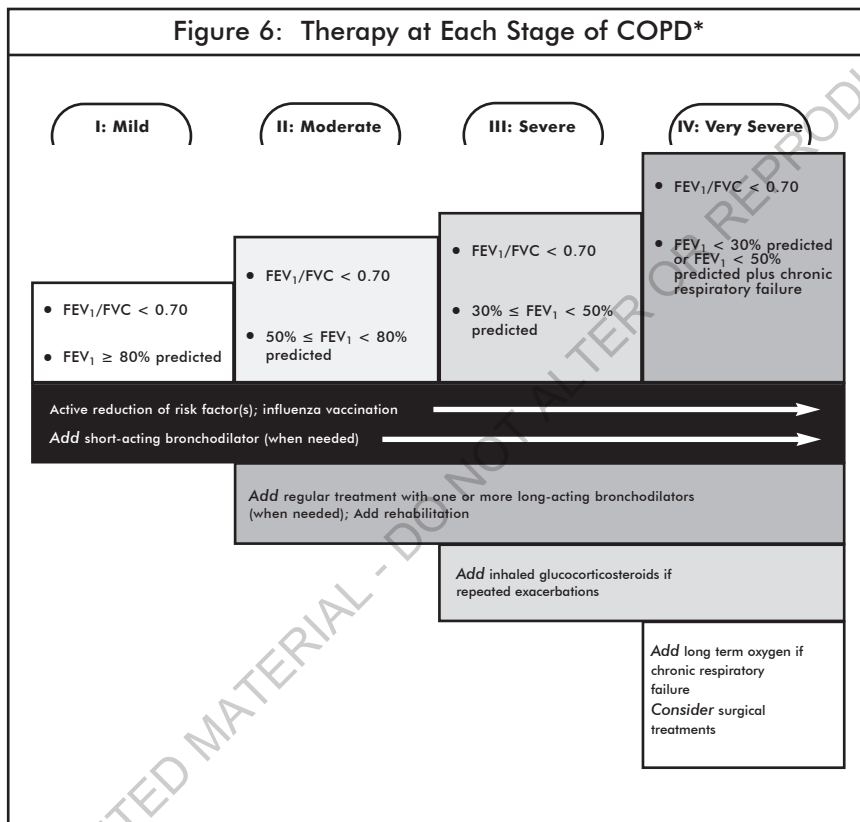 Figure 6: Therapy at Each Stage of COPD*
I: Mild
II: Moderate
III: Severe
IV: Very Severe
• FEV₁/FVC < 0.70
• FEV₁ ≥ 80% predicted
• FEV₁/FVC < 0.70
• 50% ≤ FEV₁ < 80%
predicted
• FEV₁/FVC < 0.70
• 30% ≤ FEV₁ < 50%
predicted
• FEV₁/FVC < 0.70
• FEV₁ < 30% predicted
or FEV₁ < 50%
predicted plus chronic
respiratory failure
Active reduction of risk factor(s); influenza vaccination
Add short-acting bronchodilator (when needed)
Add regular treatment with one or more long-acting bronchodilators
(when needed); Add rehabilitation
Add inhaled glucocorticosteroids if
repeated exacerbations
Add long term oxygen if
chronic respiratory
failure
Consider surgical
treatments
MATERIAL - DO NOT ALTER OR